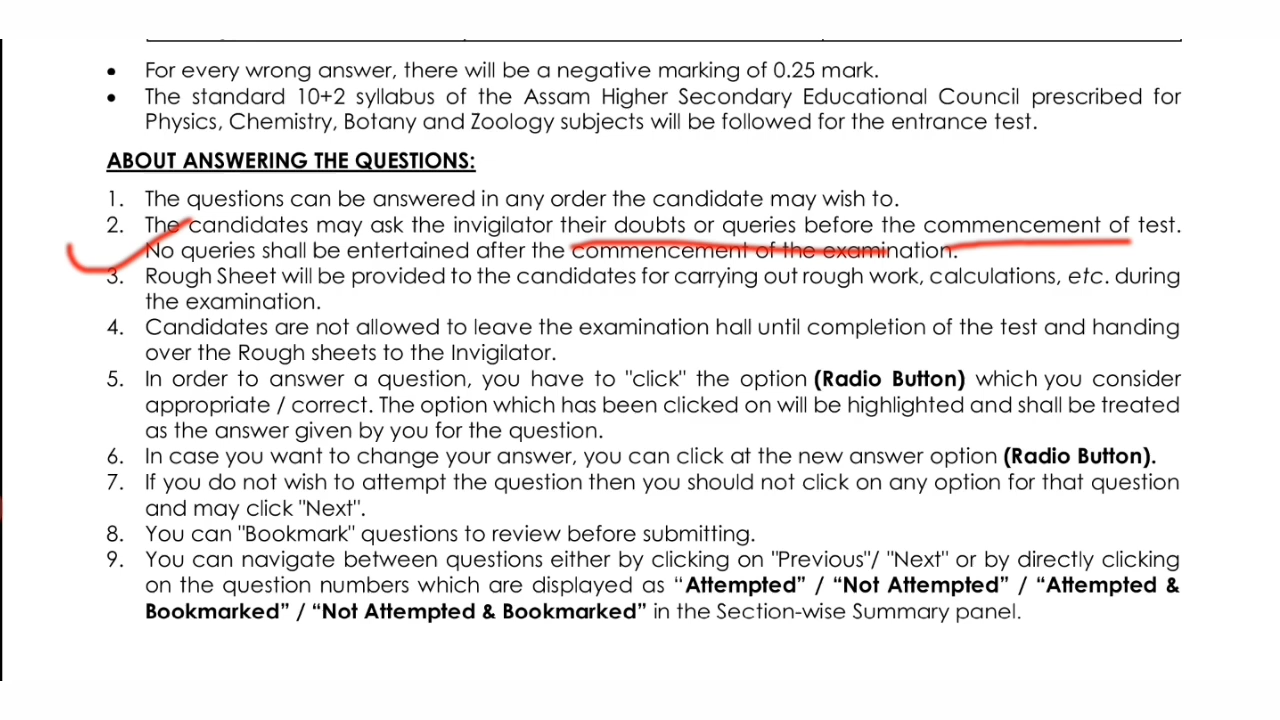 • For every wrong answer, there will be a negative marking of 0.25 mark.
• The standard 10+2 syllabus of the Assam Higher Secondary Educational Council prescribed for
Physics, Chemistry, Botany and Zoology subjects will be followed for the entrance test.
ABOUT ANSWERING THE QUESTIONS:
1. The questions can be answered in any order the candidate may wish to.
2. The candidates may ask the invigilator their doubts or queries before the commencement of test.
No queries shall be entertained after the commencement of the examination.
3. Rough Sheet will be provided to the candidates for carrying out rough work, calculations, etc. during
the examination.
4. Candidates are not allowed to leave the examination hall until completion of the test and handing
over the Rough sheets to the Invigilator.
5. In order to answer a question, you have to "click" the option (Radio Button) which you consider
appropriate / correct. The option which has been clicked on will be highlighted and shall be treated
as the answer given by you for the question.
6. In case you want to change your answer, you can click at the new answer option (Radio Button).
7. If you do not wish to attempt the question then you should not click on any option for that question
and may click "Next".
8. You can "Bookmark" questions to review before submitting.
9. You can navigate between questions either by clicking on "Previous"/ "Next" or by directly clicking
on the question numbers which are displayed as “Attempted” / “Not Attempted” / “Attempted &
Bookmarked” / “Not Attempted & Bookmarked” in the Section-wise Summary panel.